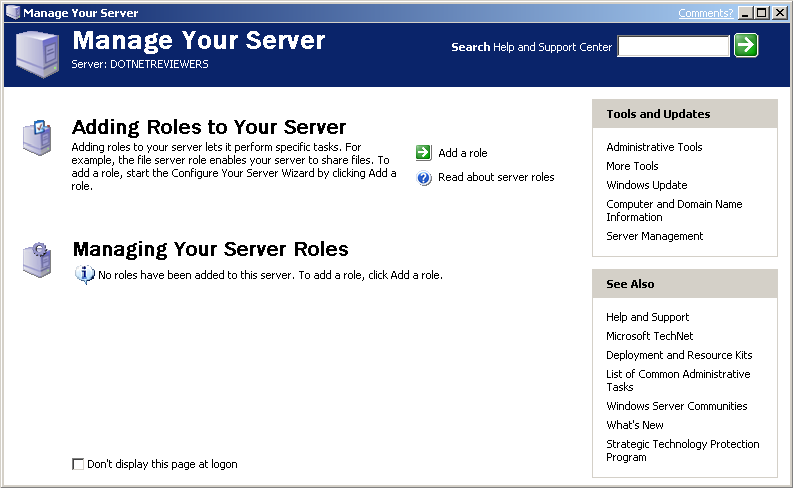 Manage Your Server
Comments?
Manage Your Server
Server: DOTNETREVIEWERS
Search Help and Support Center
Adding Roles to Your Server
Adding roles to your server lets it perform specific tasks. For
example, the file server role enables your server to share files. To
add a role, start the Configure Your Server Wizard by clicking Add a
role.
Add a role
Read about server roles
Managing Your Server Roles
No roles have been added to this server. To add a role, click Add a role.
Don't display this page at logon
Tools and Updates
Administrative Tools
More Tools
Windows Update
Computer and Domain Name
Information
Server Management
See Also
Help and Support
Microsoft TechNet
Deployment and Resource Kits
List of Common Administrative
Tasks
Windows Server Communities
What's New
Strategic Technology Protection
Program